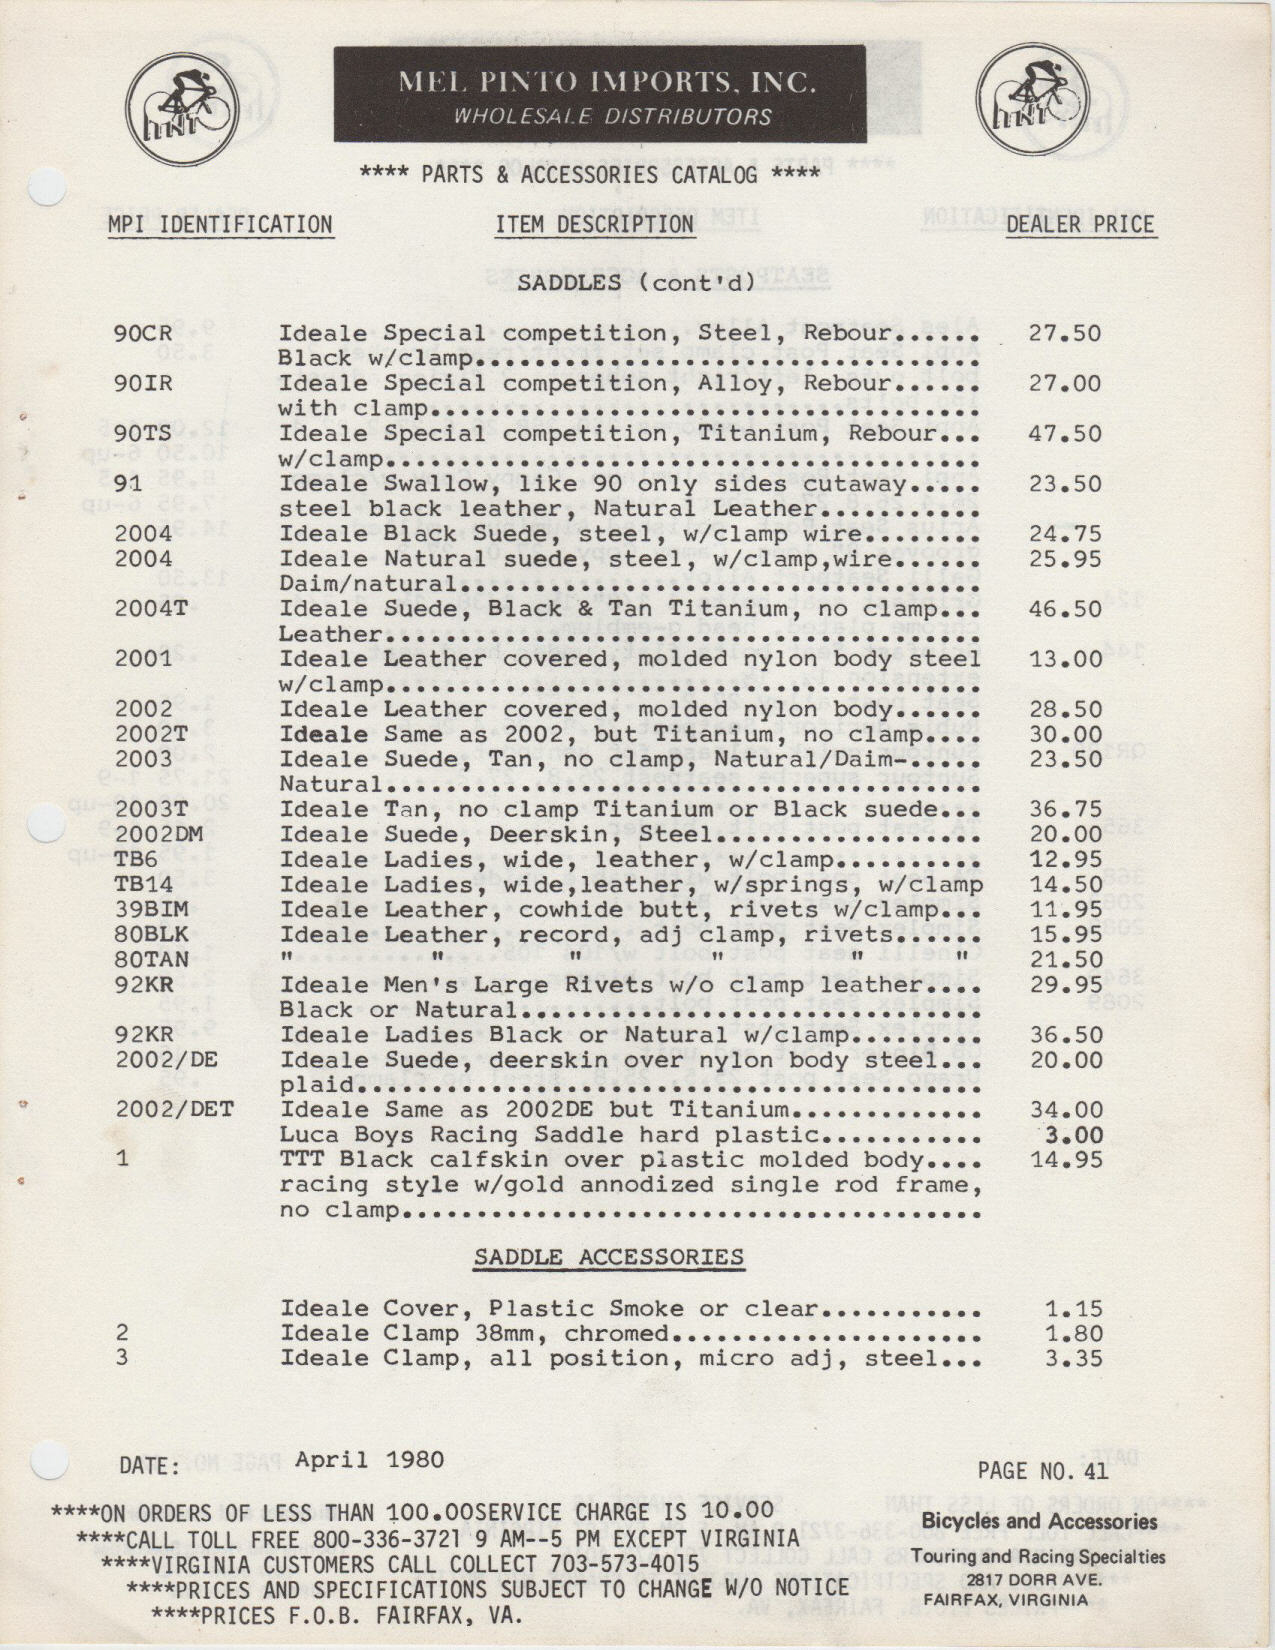 MEL PINTO IMPORTS, INC.
WHOLESALE DISTRIBUTORS
**** PARTS & ACCESSORIES CATALOG ****
MPI IDENTIFICATION ITEM DESCRIPTION DEALER PRICE
SADDLES (cont'd)
90CR Ideale Special competition, Steel, Rebour...... 27.50
Black w/clamp..................................
90IR Ideale Special competition, Alloy, Rebour...... 27.00
with clamp.....................................
90TS Ideale Special competition, Titanium, Rebour... 47.50
w/clamp........................................
91 Ideale Swallow, like 90 only sides cutaway..... 23.50
steel black leather, Natural Leather...........
2004 Ideale Black Suede, steel, w/clamp wire........ 24.75
2004 Ideale Natural suede, steel, w/clamp,wire...... 25.95
Daim/natural...................................
2004T Ideale Suede, Black & Tan Titanium, no clamp... 46.50
Leather........................................
2001 Ideale Leather covered, molded nylon body steel 13.00
w/clamp........................................
2002 Ideale Leather covered, molded nylon body...... 28.50
2002T Ideale Same as 2002, but Titanium, no clamp.... 30.00
2003 Ideale Suede, Tan, no clamp, Natural/Daim-..... 23.50
Natural........................................
2003T Ideale Tan, no clamp Titanium or Black suede... 36.75
2002DM Ideale Suede, Deerskin, Steel.................. 20.00
TB6 Ideale Ladies, wide, leather, w/clamp.......... 12.95
TB14 Ideale Ladies, wide,leather, w/springs, w/clamp 14.50
39BIM Ideale Leather, cowhide butt, rivets w/clamp... 11.95
80BLK Ideale Leather, record, adj clamp, rivets...... 15.95
80TAN " " " " " " 21.50
92KR Ideale Men's Large Rivets w/o clamp leather.... 29.95
Black or Natural...............................
92KR Ideale Ladies Black or Natural w/clamp......... 36.50
2002/DE Ideale Suede, deerskin over nylon body steel... 20.00
plaid..........................................
2002/DET Ideale Same as 2002DE but Titanium............. 34.00
Luca Boys Racing Saddle hard plastic........... 3.00
1 TTT Black calfskin over plastic molded body.... 14.95
racing style w/gold annodized single rod frame,
no clamp.......................................
SADDLE ACCESSORIES
Ideale Cover, Plastic Smoke or clear........... 1.15
2 Ideale Clamp 38mm, chromed..................... 1.80
3 Ideale Clamp, all position, micro adj, steel... 3.35
DATE: April 1980 PAGE NO. 41
****ON ORDERS OF LESS THAN 100.00SERVICE CHARGE IS 10.00
****CALL TOLL FREE 800-336-3721 9 AM--5 PM EXCEPT VIRGINIA
****VIRGINIA CUSTOMERS CALL COLLECT 703-573-4015
****PRICES AND SPECIFICATIONS SUBJECT TO CHANGE W/O NOTICE
****PRICES F.O.B. FAIRFAX, VA.
Bicycles and Accessories
Touring and Racing Specialties
2817 DORR AVE.
FAIRFAX, VIRGINIA